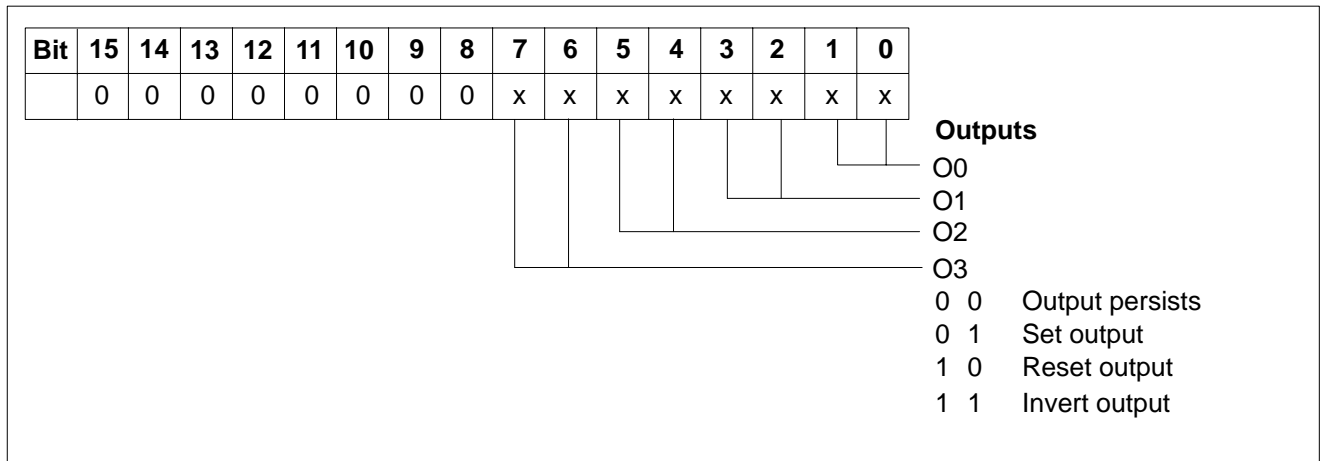 Bit 15 14 13 12 11 10 9 8 7 6 5 4 3 2 1 0
0 0 0 0 0 0 0 0 x x x x x x x x
Outputs
O0
O1
O2
O3
0 0 Output persists
0 1 Set output
1 0 Reset output
1 1 Invert output